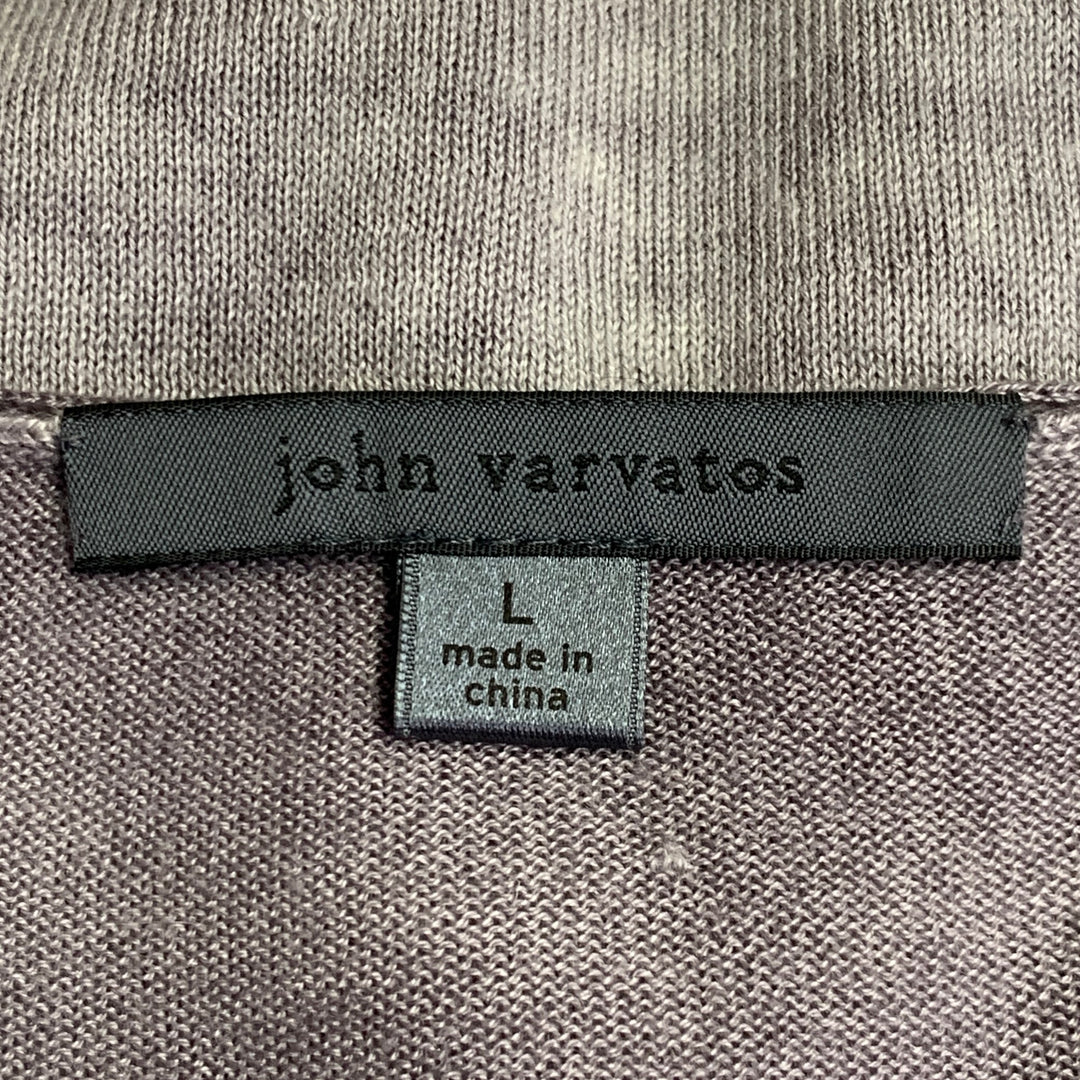 john varvatos
L
made in
china